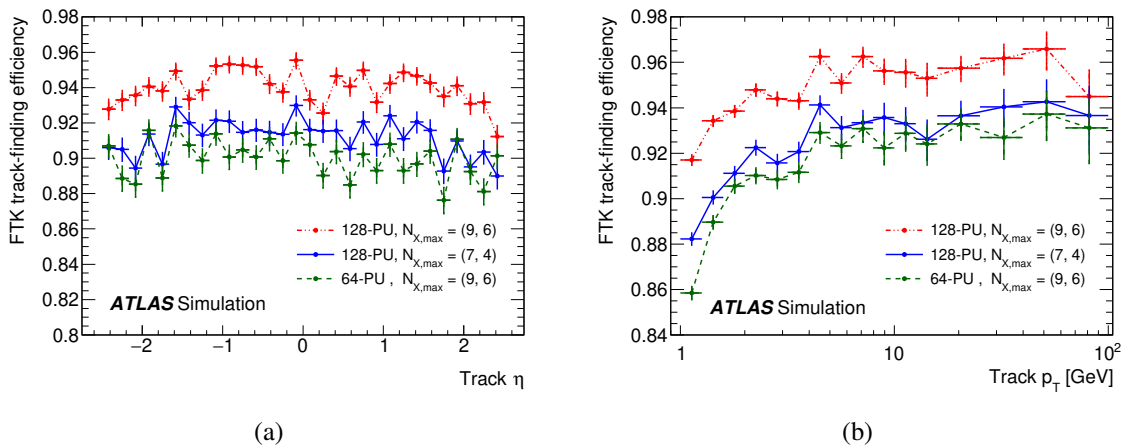 0.98
0.96
0.94
0.92
0.9
0.88
0.86
0.84
0.82
0.8
FTK track-finding efficiency
128-PU, N_X,max = (9, 6)
128-PU, N_X,max = (7, 4)
64-PU , N_X,max = (9, 6)
ATLAS Simulation
−2 −1 0 1 2
Track η
(a)
0.98
0.96
0.94
0.92
0.9
0.88
0.86
0.84
FTK track-finding efficiency
128-PU, N_X,max = (9, 6)
128-PU, N_X,max = (7, 4)
64-PU , N_X,max = (9, 6)
ATLAS Simulation
1 10 10²
Track p_T [GeV]
(b)